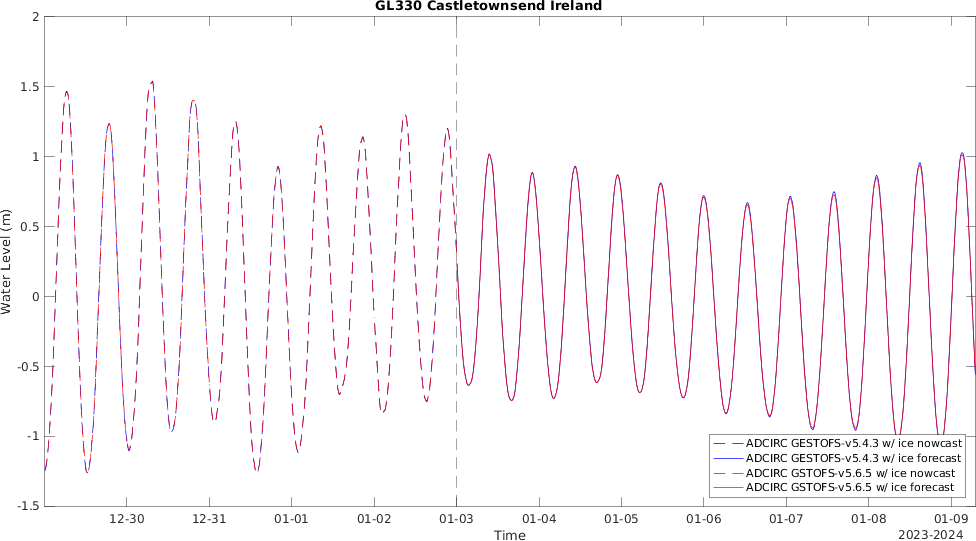 GL330 Castletownsend Ireland
2
1.5
1
0.5
0
-0.5
-1
-1.5
Water Level (m)
12-30 12-31 01-01 01-02 01-03 01-04 01-05 01-06 01-07 01-08 01-09
Time
2023-2024
ADCIRC GESTOFS-v5.4.3 w/ ice nowcast
ADCIRC GESTOFS-v5.4.3 w/ ice forecast
ADCIRC GSTOFS-v5.6.5 w/ ice nowcast
ADCIRC GSTOFS-v5.6.5 w/ ice forecast